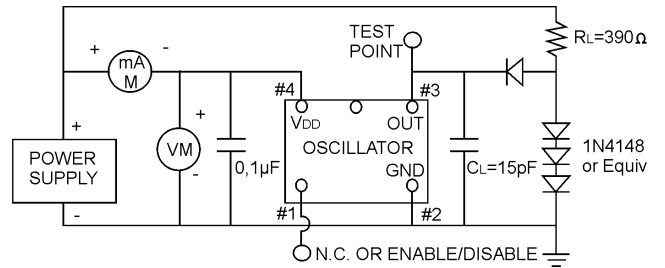 TEST
POINT
RL=390Ω
+
-
mA
M
#4
#3
+
VDD
OUT
+
VM
-
0,1µF
OSCILLATOR
GND
CL=15pF
1N4148
or Equiv
POWER
SUPPLY
-
#1
#2
N.C. OR ENABLE/DISABLE